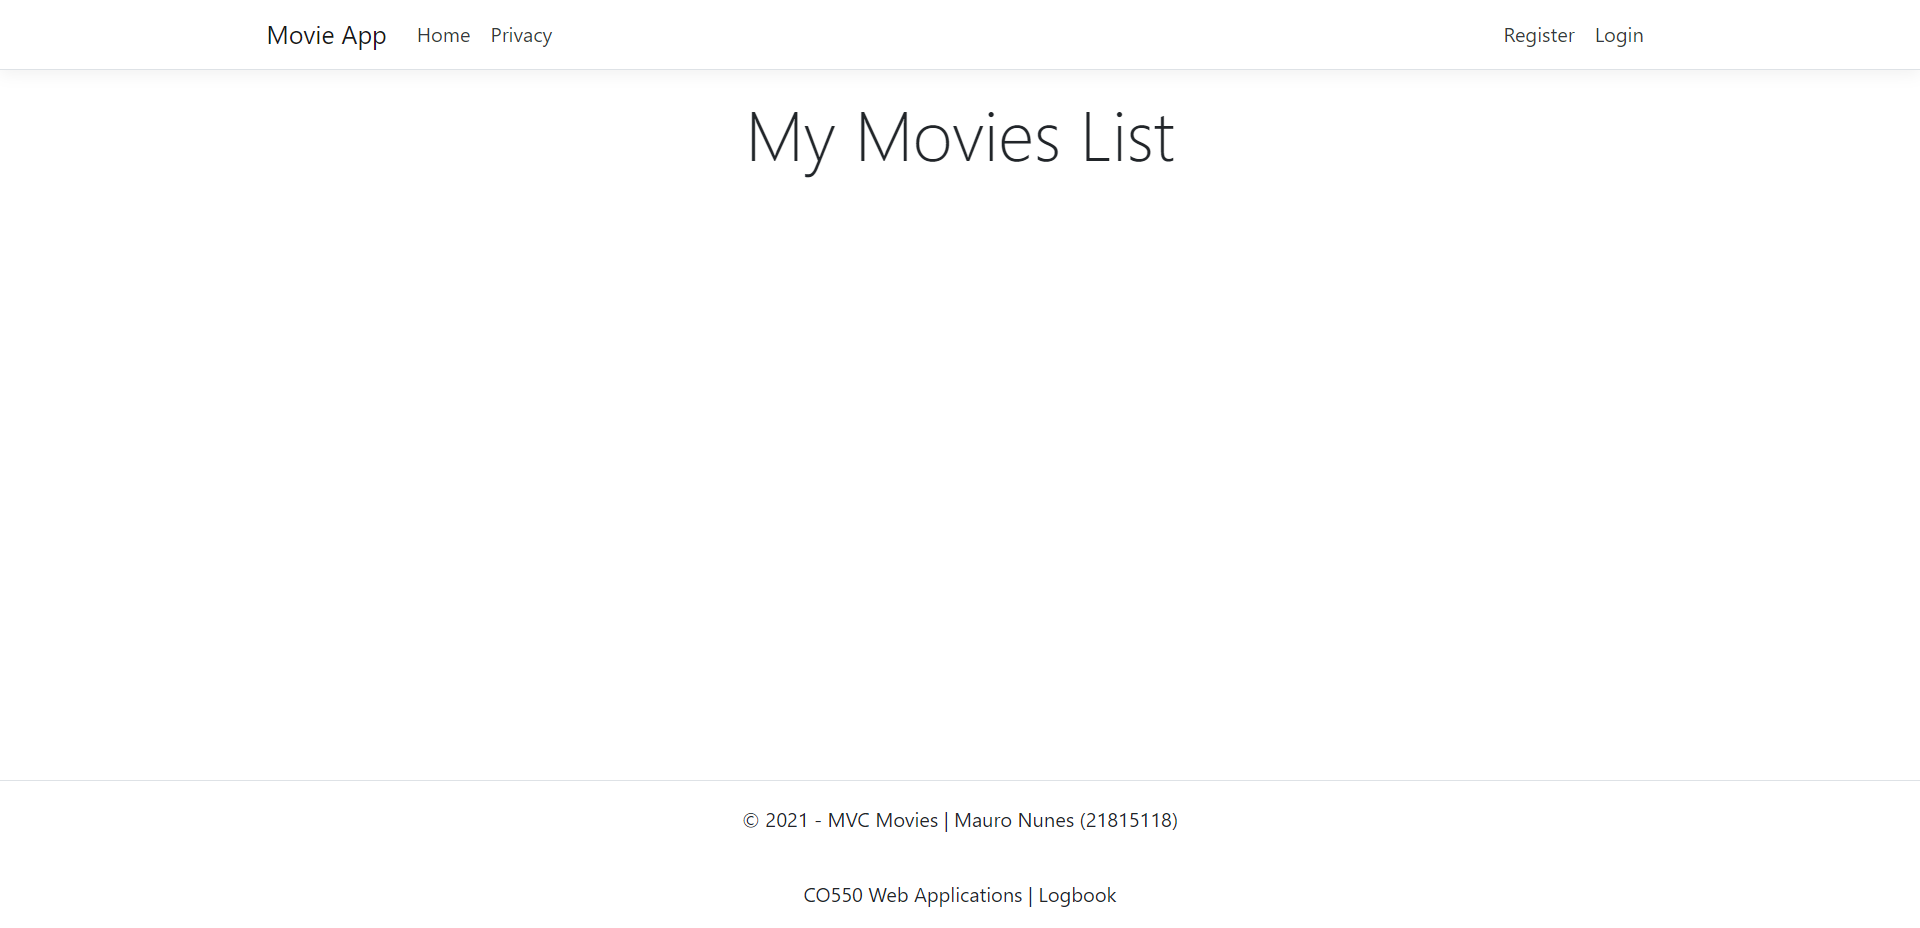 Movie App Home Privacy Register Login
My Movies List
© 2021 - MVC Movies | Mauro Nunes (21815118)
CO550 Web Applications | Logbook